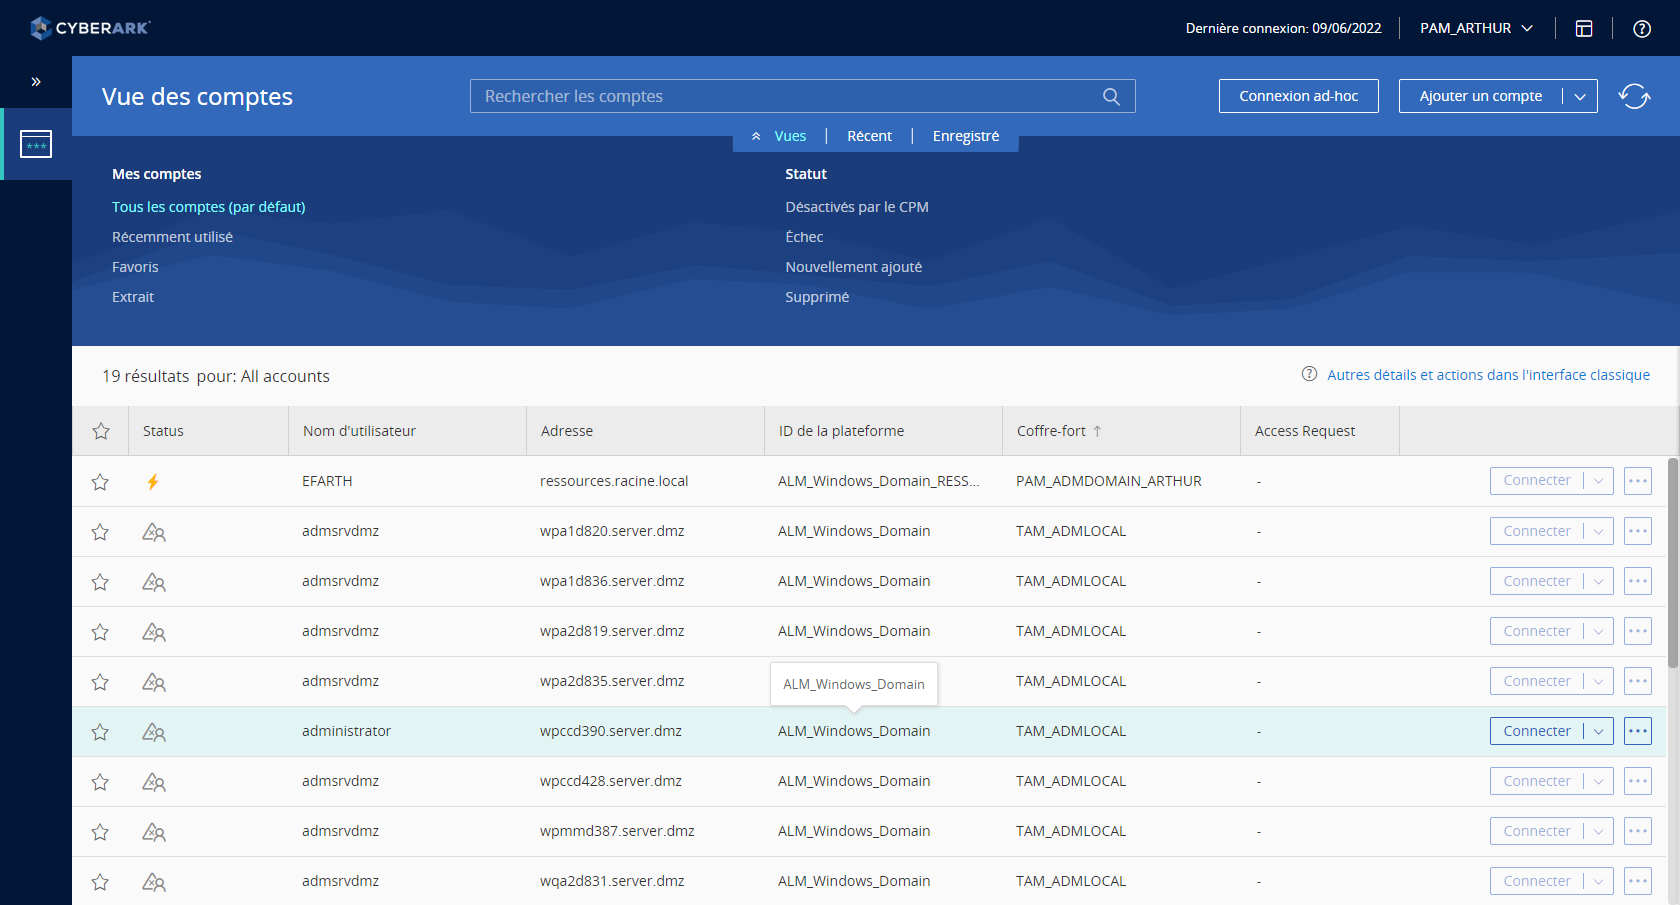 CYBERARK
Dernière connexion: 09/06/2022
PAM_ARTHUR
Vue des comptes
Rechercher les comptes
Connexion ad-hoc
Ajouter un compte
Vues | Récent | Enregistré
Mes comptes
Tous les comptes (par défaut)
Récemment utilisé
Favoris
Extrait
Statut
Désactivés par le CPM
Échec
Nouvellement ajouté
Supprimé
19 résultats pour: All accounts
Autres détails et actions dans l'interface classique
Status Nom d'utilisateur Adresse ID de la plateforme Coffre-fort Access Request
EFARTH ressources.racine.local ALM_Windows_Domain_RESS... PAM_ADMDOMAIN_ARTHUR - Connecter
admsrvdmz wpa1d820.server.dmz ALM_Windows_Domain TAM_ADMLOCAL - Connecter
admsrvdmz wpa1d836.server.dmz ALM_Windows_Domain TAM_ADMLOCAL - Connecter
admsrvdmz wpa2d819.server.dmz ALM_Windows_Domain TAM_ADMLOCAL - Connecter
admsrvdmz wpa2d835.server.dmz TAM_ADMLOCAL - Connecter
ALM_Windows_Domain
administrator wpccd390.server.dmz ALM_Windows_Domain TAM_ADMLOCAL - Connecter
admsrvdmz wpccd428.server.dmz ALM_Windows_Domain TAM_ADMLOCAL - Connecter
admsrvdmz wpmmd387.server.dmz ALM_Windows_Domain TAM_ADMLOCAL - Connecter
admsrvdmz wqa2d831.server.dmz ALM_Windows_Domain TAM_ADMLOCAL - Connecter